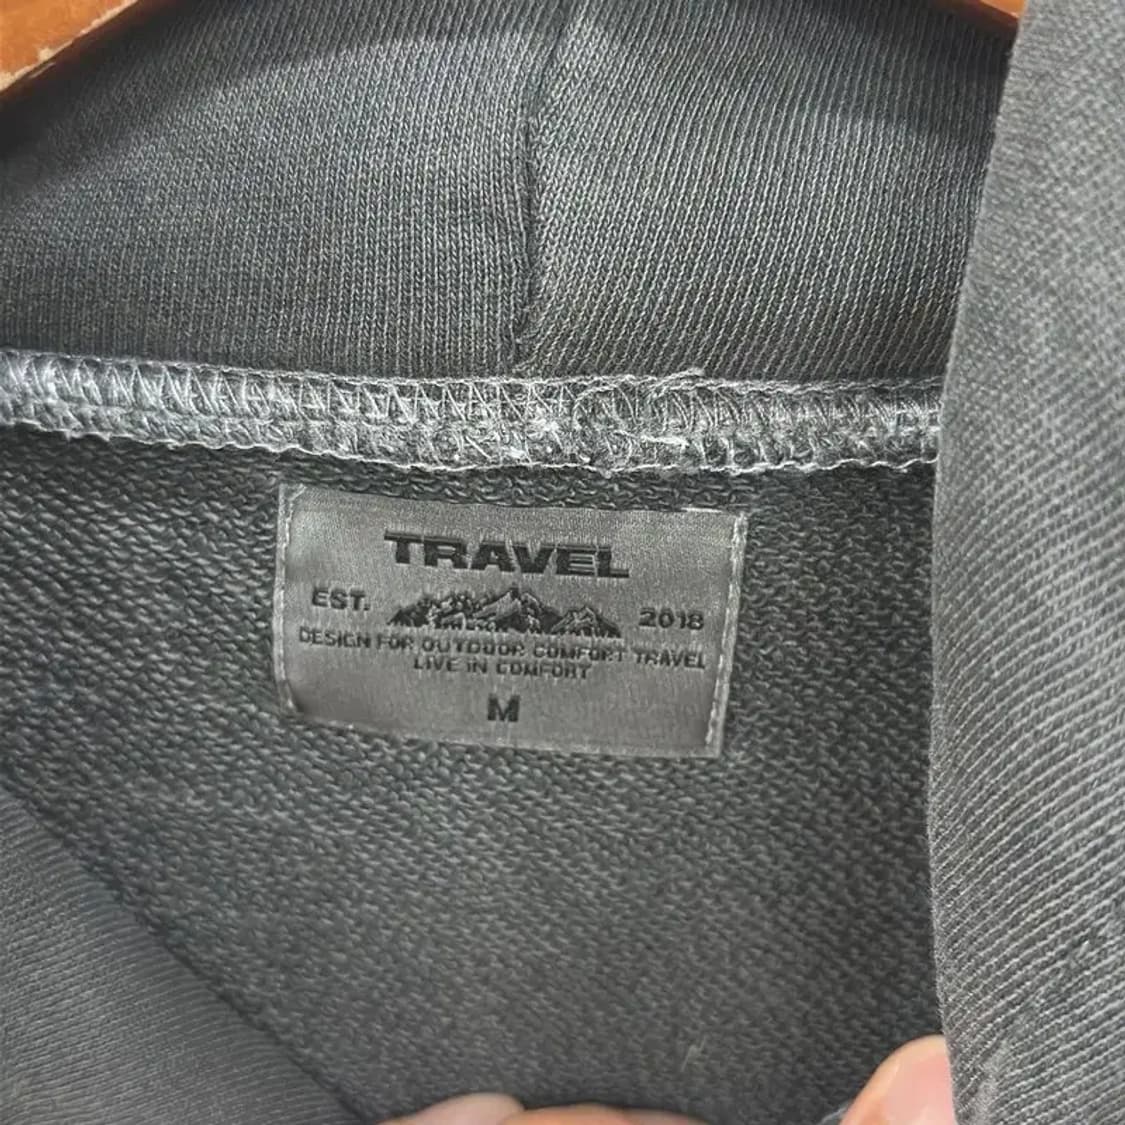 TRAVEL
EST. 2018
DESIGN FOR OUTDOOR COMFORT TRAVEL
LIVE IN COMFORT
M